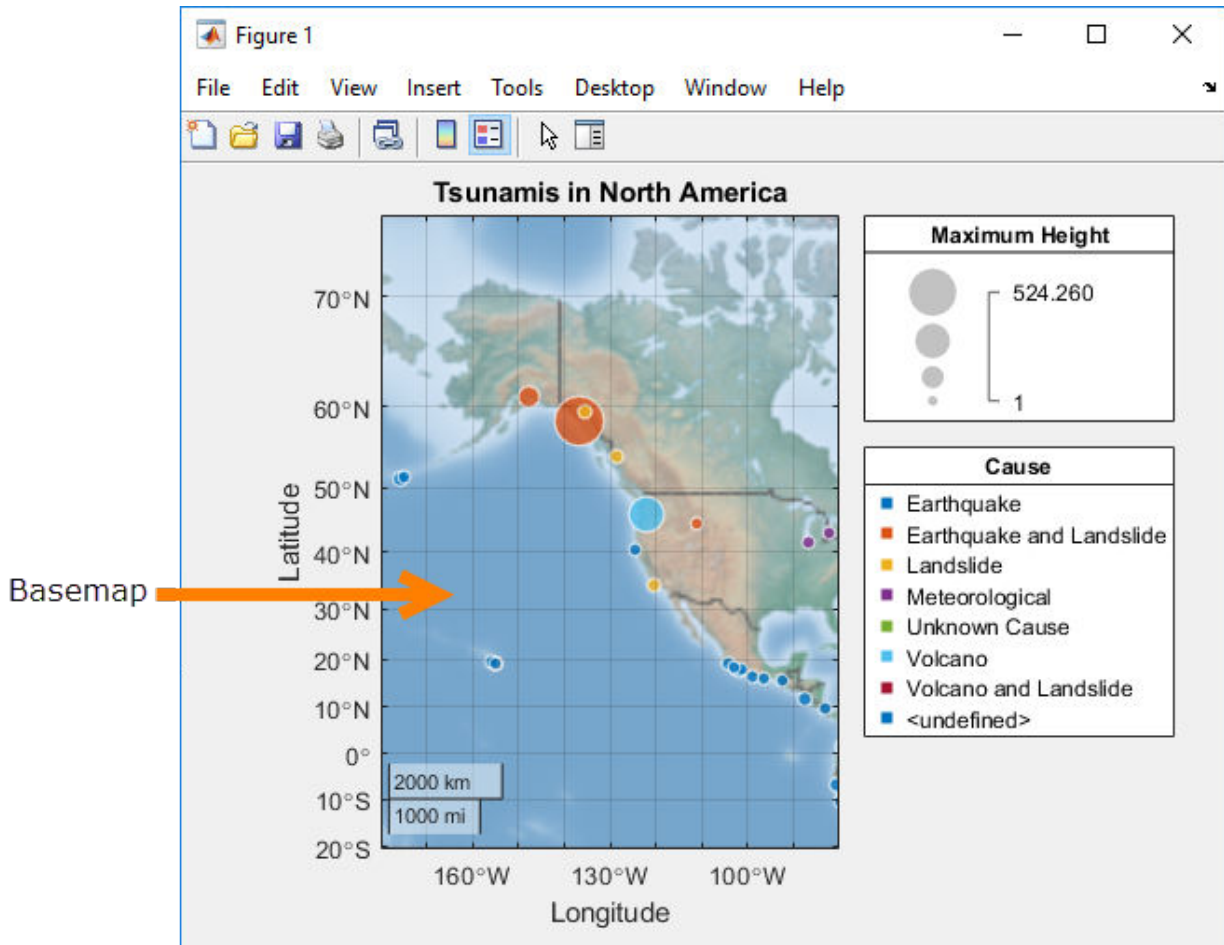 Figure 1
File Edit View Insert Tools Desktop Window Help
Tsunamis in North America
Maximum Height
524.260
1
Cause
Earthquake
Earthquake and Landslide
Landslide
Meteorological
Unknown Cause
Volcano
Volcano and Landslide
<undefined>
Latitude
70°N
60°N
50°N
40°N
30°N
20°N
10°N
0°
10°S
20°S
Basemap
2000 km
1000 mi
160°W 130°W 100°W
Longitude